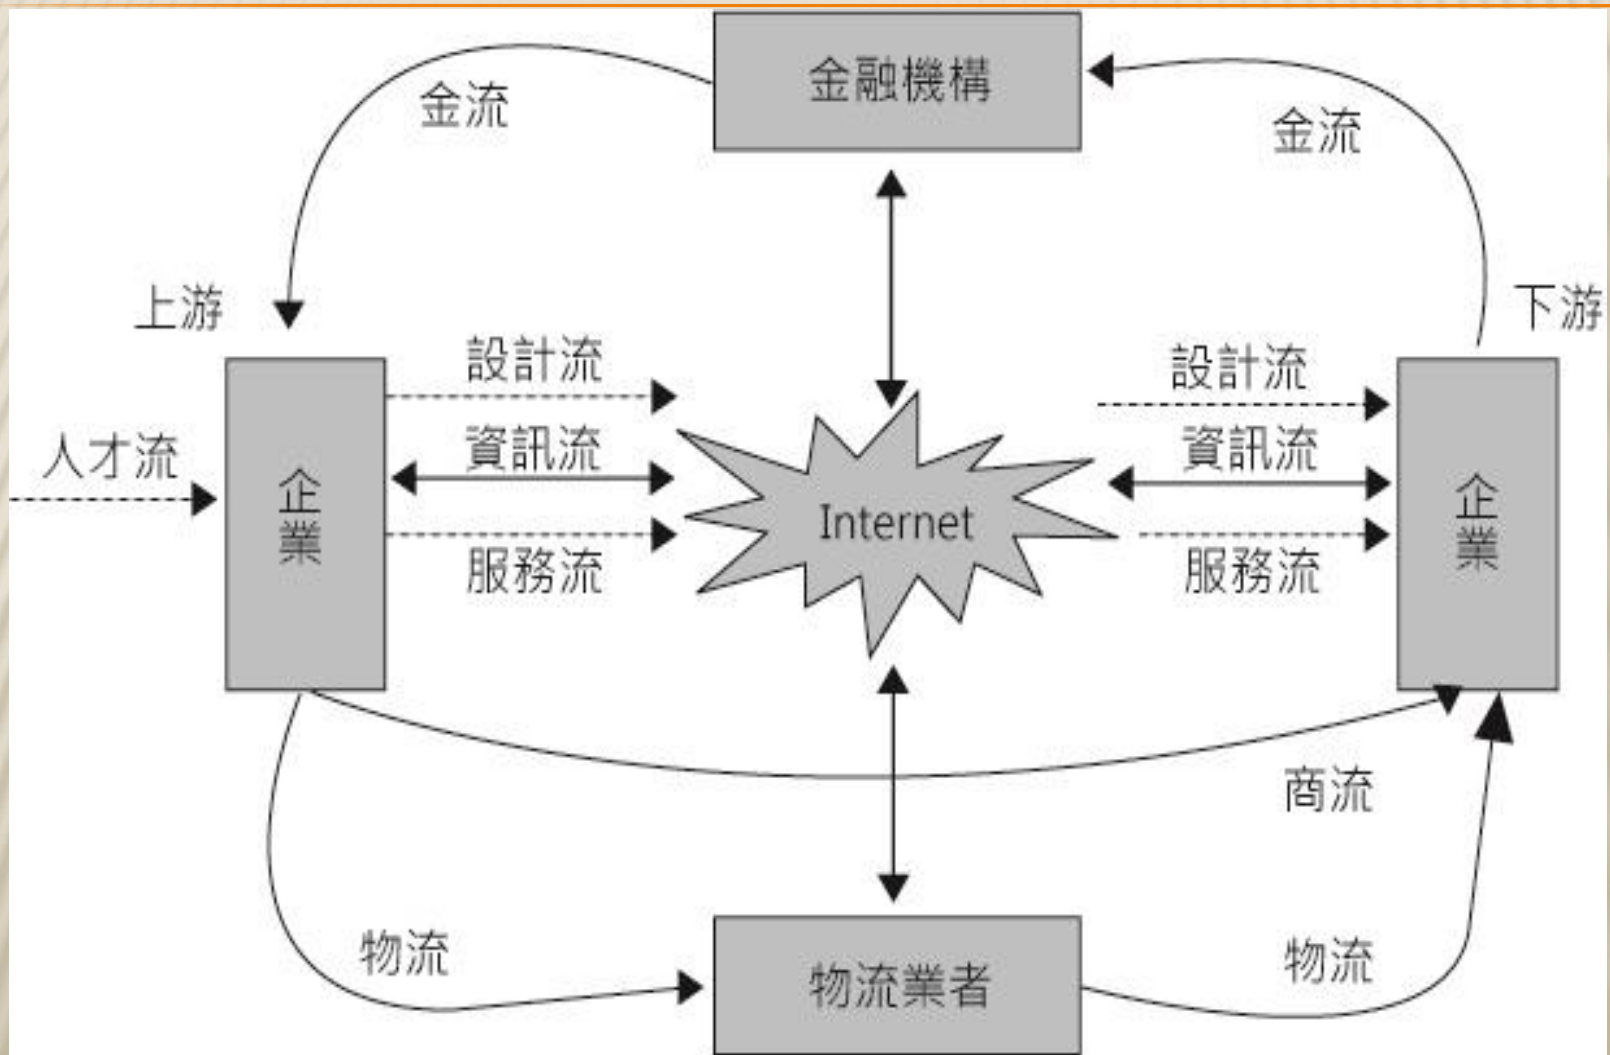 金融機構
金流
金流
上游
下游
設計流
設計流
人才流
資訊流
資訊流
企業
Internet
企業
服務流
服務流
商流
物流
物流
物流業者